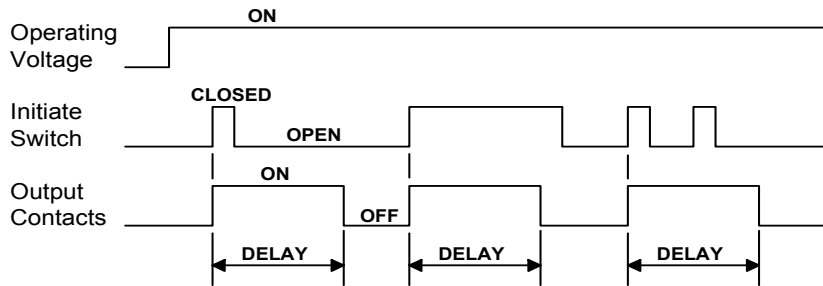 ON
Operating
Voltage
CLOSED
Initiate
Switch
OPEN
ON
Output
Contacts
OFF
DELAY
DELAY
DELAY